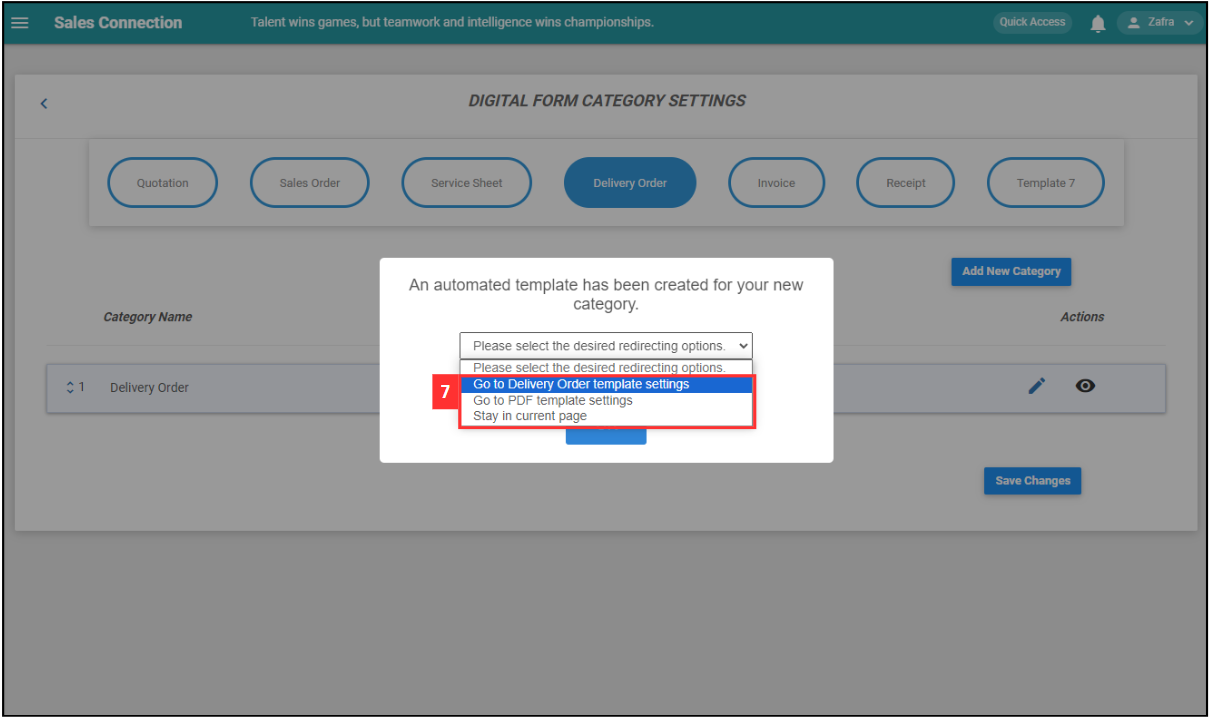 Sales Connection
Talent wins games, but teamwork and intelligence wins championships.
Quick Access
Zafra
DIGITAL FORM CATEGORY SETTINGS
Quotation
Sales Order
Service Sheet
Delivery Order
Invoice
Receipt
Template 7
Add New Category
An automated template has been created for your new
category.
Category Name
Actions
Please select the desired redirecting options.
Please select the desired redirecting options.
7
Go to Delivery Order template settings
Go to PDF template settings
Stay in current page
1
Delivery Order
Save Changes